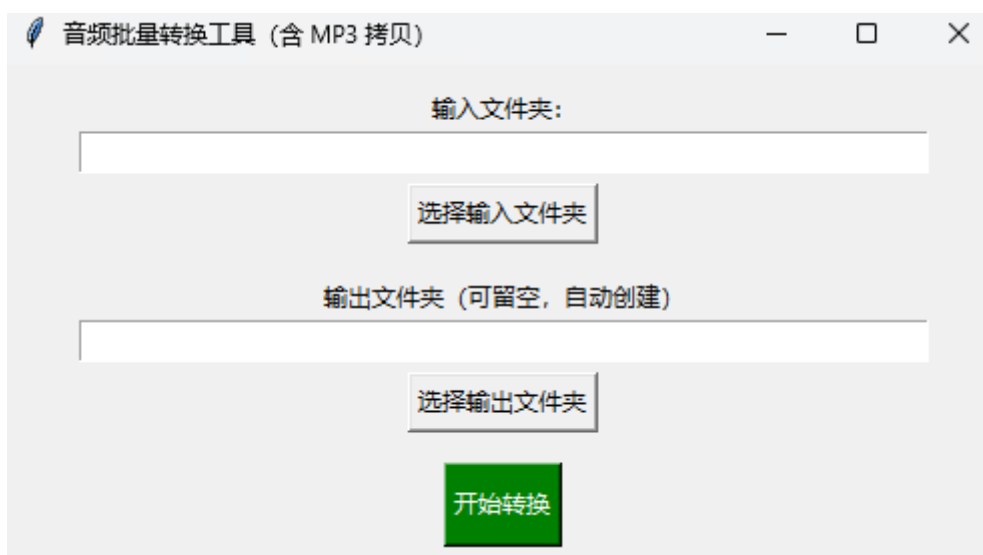 音频批量转换工具（含 MP3 拷贝）
输入文件夹：
选择输入文件夹
输出文件夹（可留空，自动创建）
选择输出文件夹
开始转换